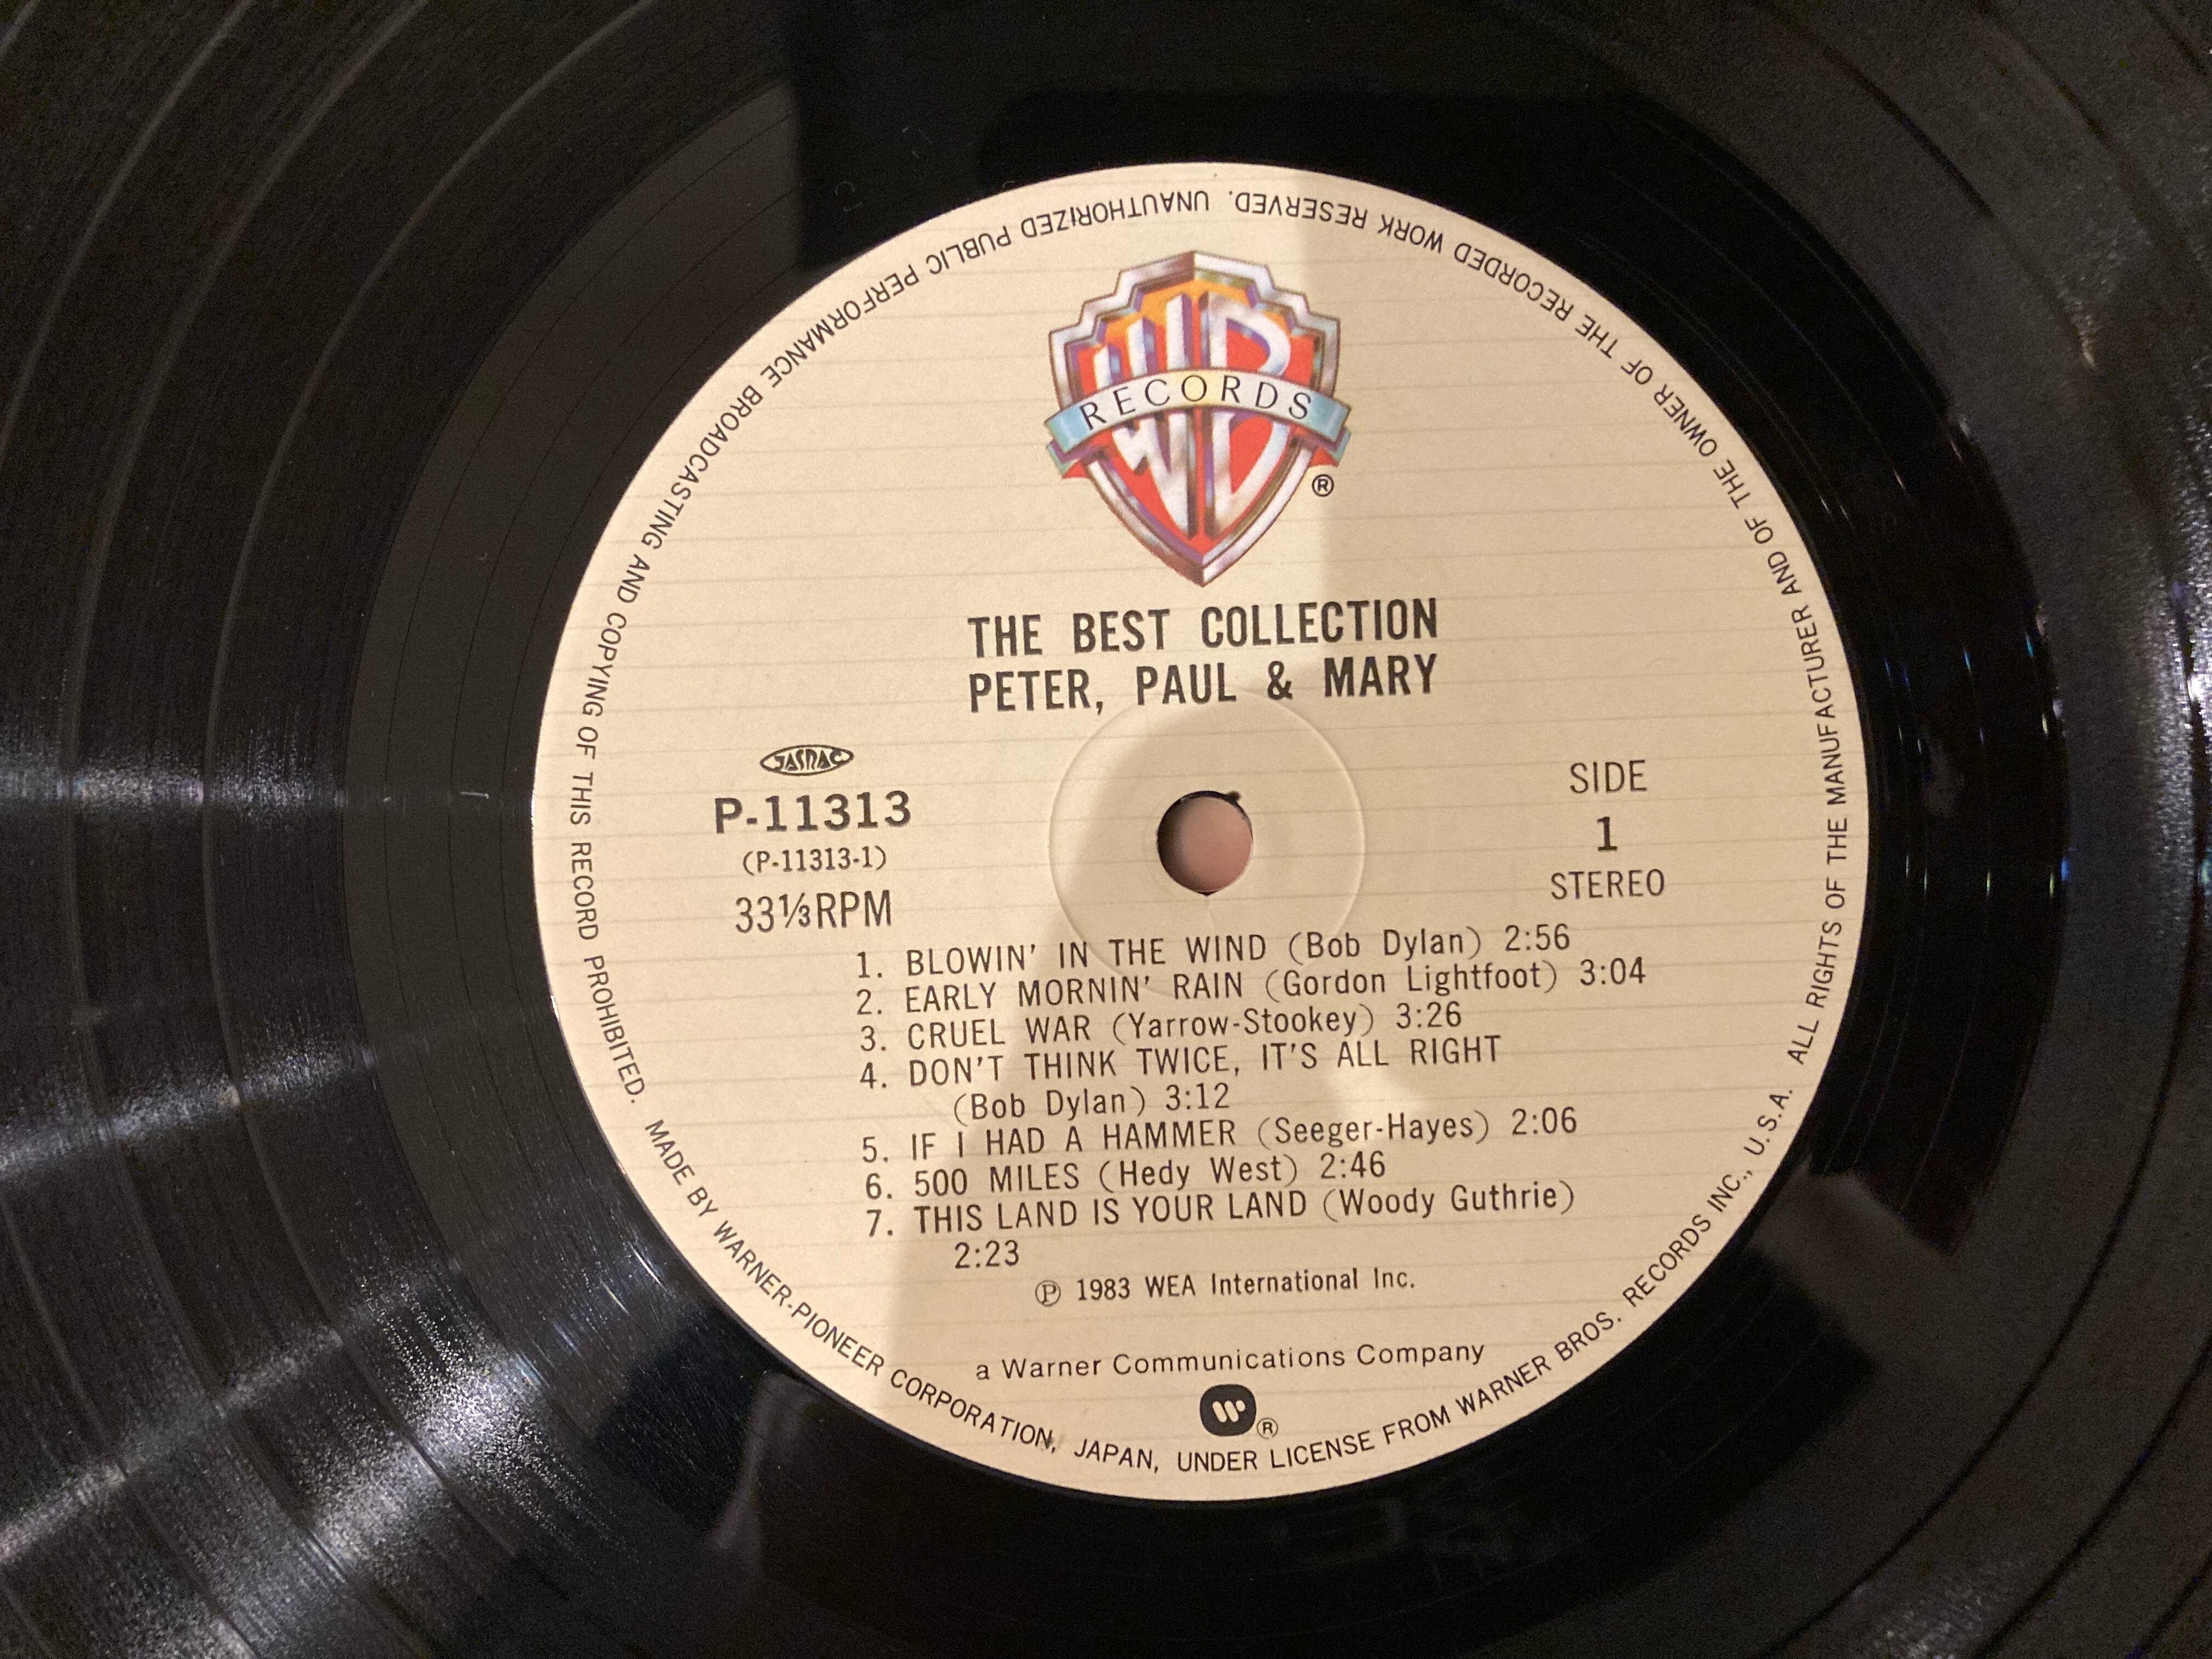 WB
RECORDS
®
THE BEST COLLECTION
PETER, PAUL & MARY
JASRAC
P-11313
(P-11313-1)
33⅓RPM
SIDE
1
STEREO
1. BLOWIN' IN THE WIND (Bob Dylan) 2:56
2. EARLY MORNIN' RAIN (Gordon Lightfoot) 3:04
3. CRUEL WAR (Yarrow-Stookey) 3:26
4. DON'T THINK TWICE, IT'S ALL RIGHT
(Bob Dylan) 3:12
5. IF I HAD A HAMMER (Seeger-Hayes) 2:06
6. 500 MILES (Hedy West) 2:46
7. THIS LAND IS YOUR LAND (Woody Guthrie)
2:23
℗ 1983 WEA International Inc.
a Warner Communications Company
®
MADE BY WARNER-PIONEER CORPORATION, JAPAN, UNDER LICENSE FROM WARNER BROS. RECORDS INC., U.S.A. ALL RIGHTS OF THE MANUFACTURER AND OF THE OWNER OF THE RECORDED WORK RESERVED. UNAUTHORIZED PUBLIC PERFORMANCE BROADCASTING AND COPYING OF THIS RECORD PROHIBITED.